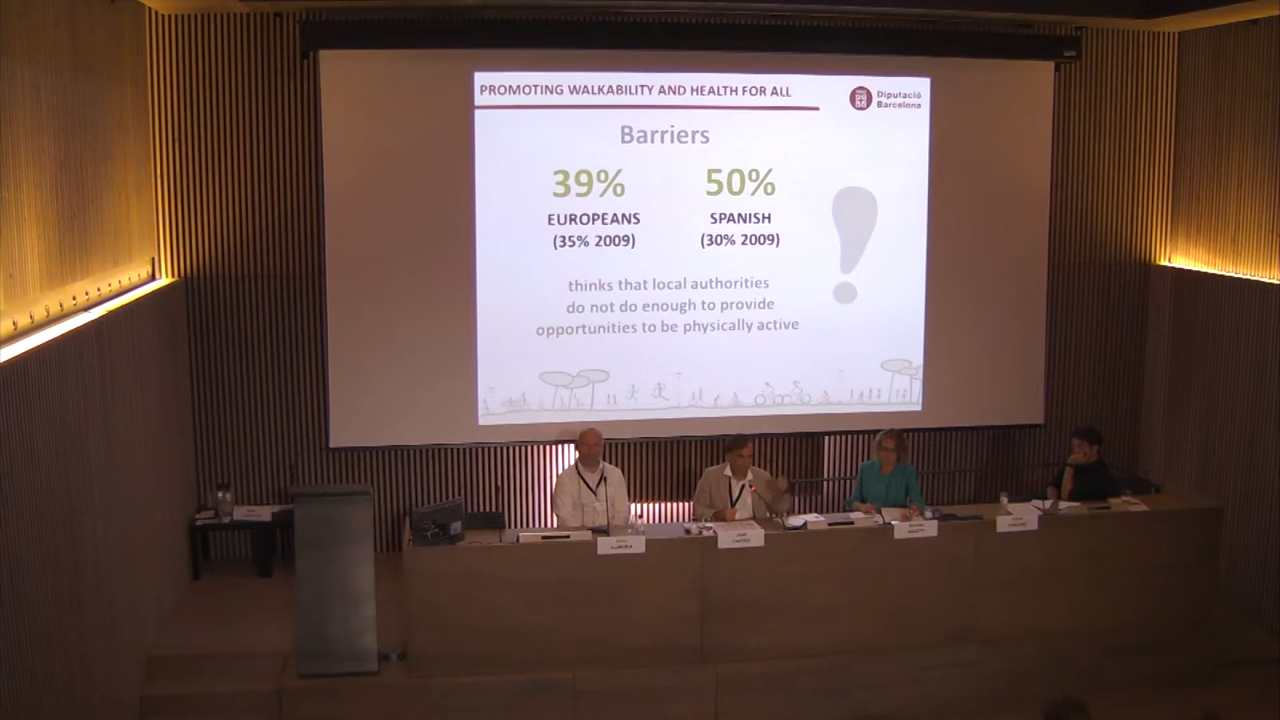 PROMOTING WALKABILITY AND HEALTH FOR ALL
Diputació
Barcelona
Barriers
39%
50%
EUROPEANS
SPANISH
(35% 2009)
(30% 2009)
thinks that local authorities
do not do enough to provide
opportunities to be physically active